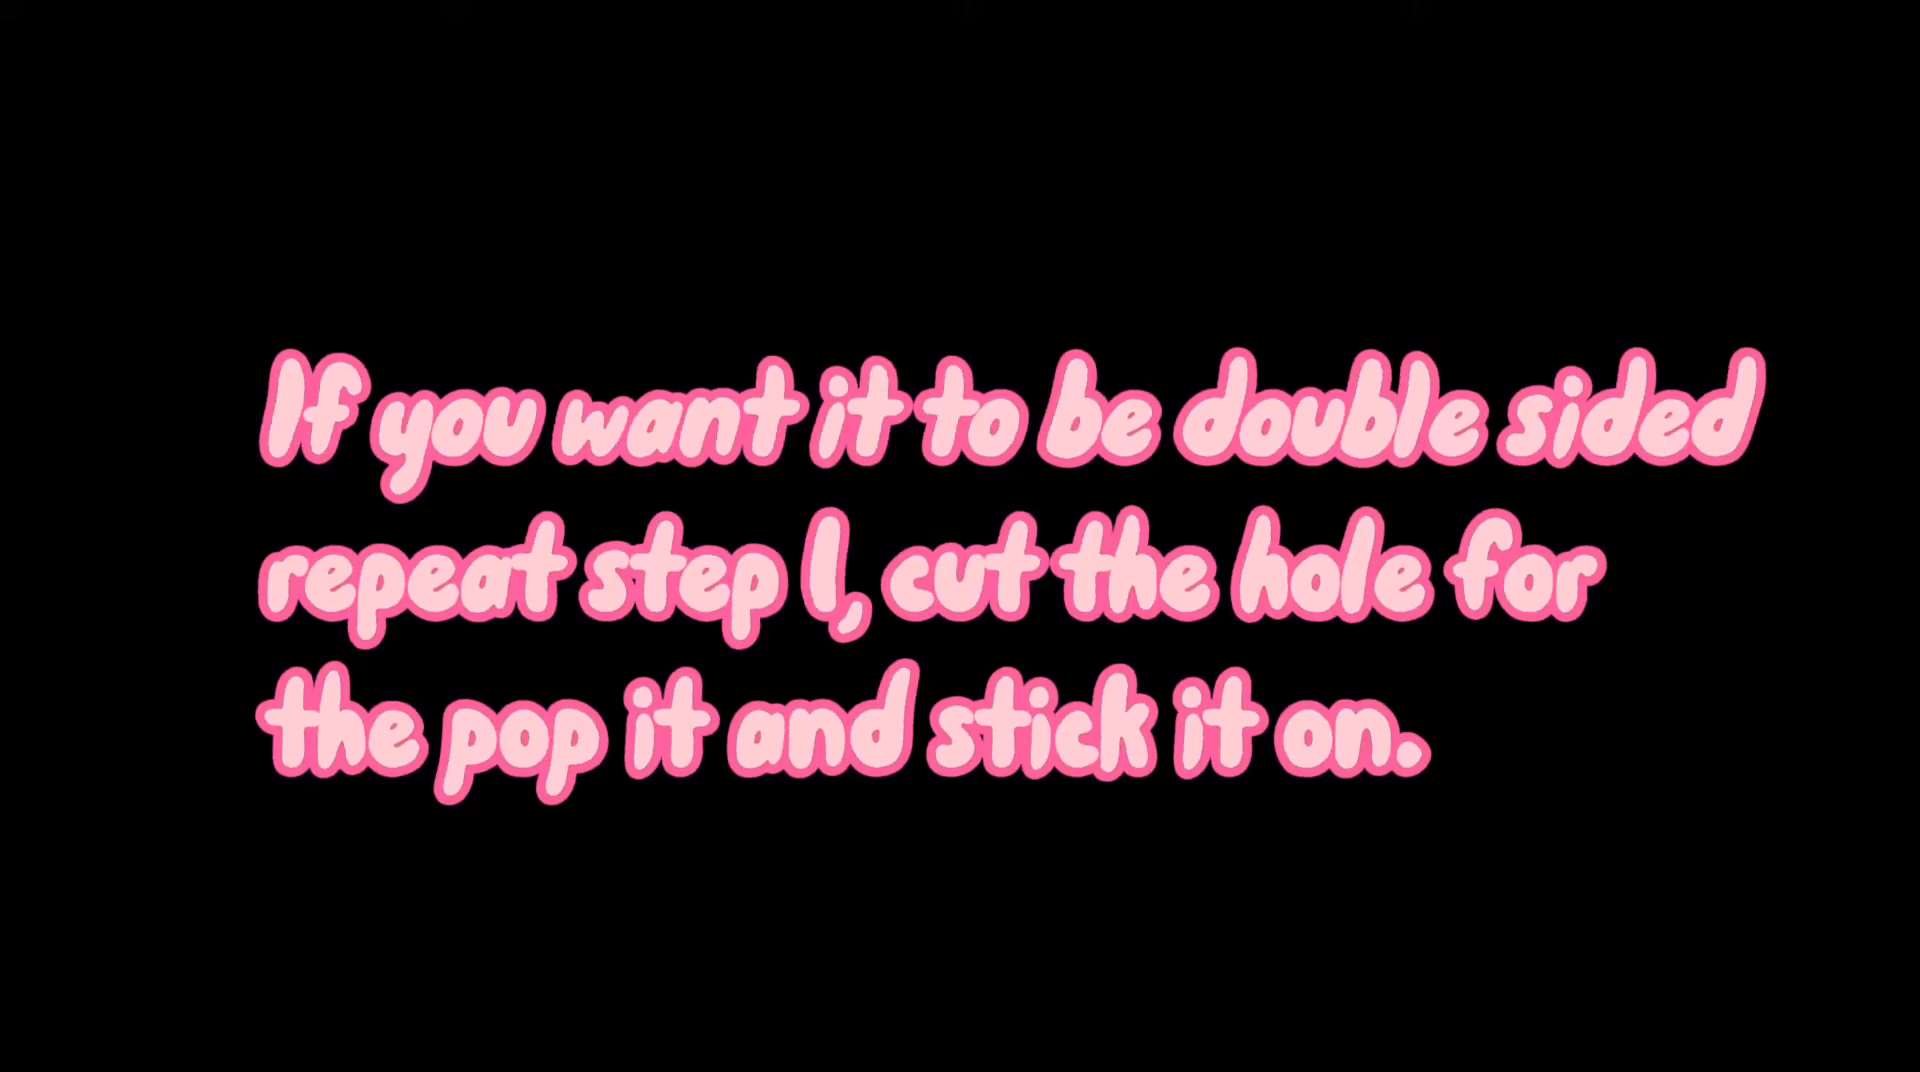 If you want it to be double sided
repeat step 1, cut the hole for
the pop it and stick it on.